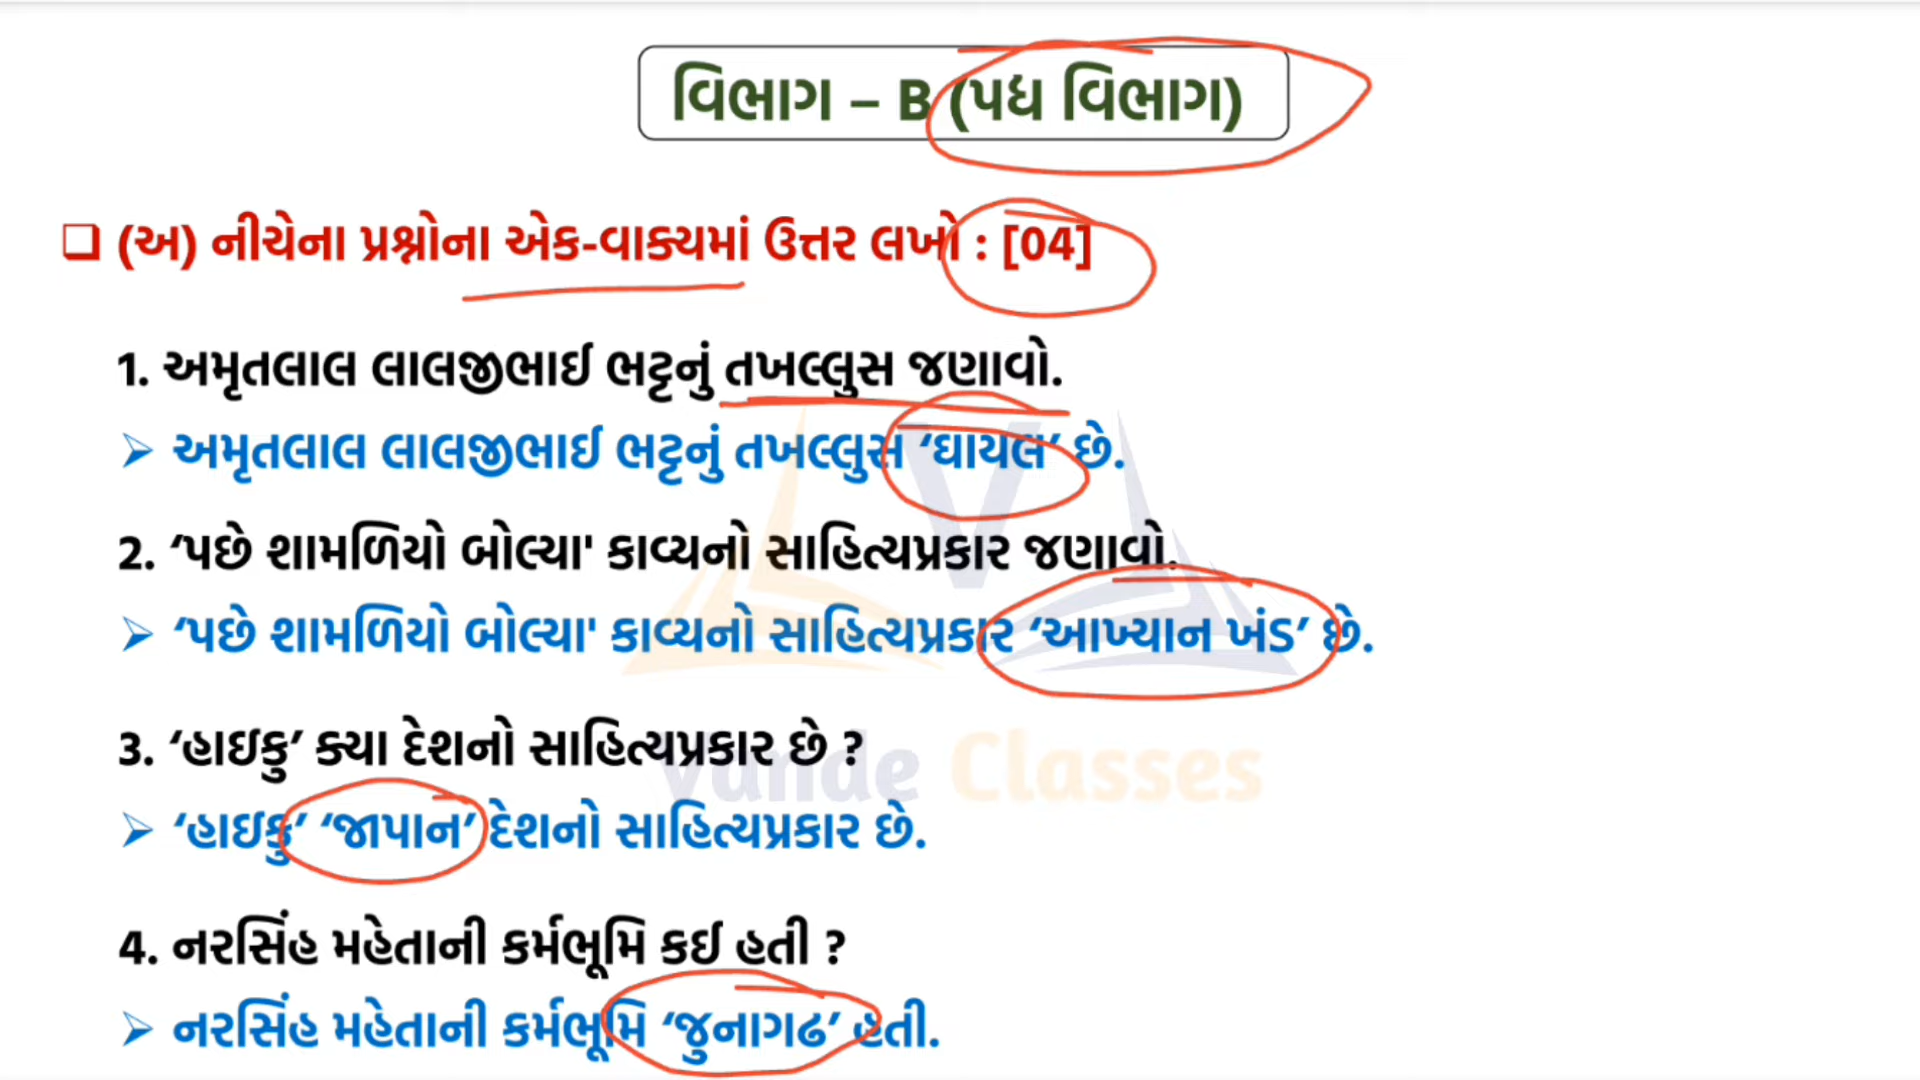 વિભાગ – B (પદ્ય વિભાગ)
❑ (અ) નીચેના પ્રશ્નોના એક-વાક્યમાં ઉત્તર લખો : [04]
1. અમૃતલાલ લાલજીભાઈ ભટ્ટનું તખલ્લુસ જણાવો.
➢ અમૃતલાલ લાલજીભાઈ ભટ્ટનું તખલ્લુસ ‘ઘાયલ’ છે.
2. ‘પછે શામળિયો બોલ્યા' કાવ્યનો સાહિત્યપ્રકાર જણાવો.
➢ ‘પછે શામળિયો બોલ્યા' કાવ્યનો સાહિત્યપ્રકાર ‘આખ્યાન ખંડ’ છે.
3. ‘હાઇકુ’ ક્યા દેશનો સાહિત્યપ્રકાર છે ?
Vande Classes
➢ ‘હાઇકુ’ ‘જાપાન’ દેશનો સાહિત્યપ્રકાર છે.
4. નરસિંહ મહેતાની કર્મભૂમિ કઈ હતી ?
➢ નરસિંહ મહેતાની કર્મભૂમિ ‘જુનાગઢ’ હતી.